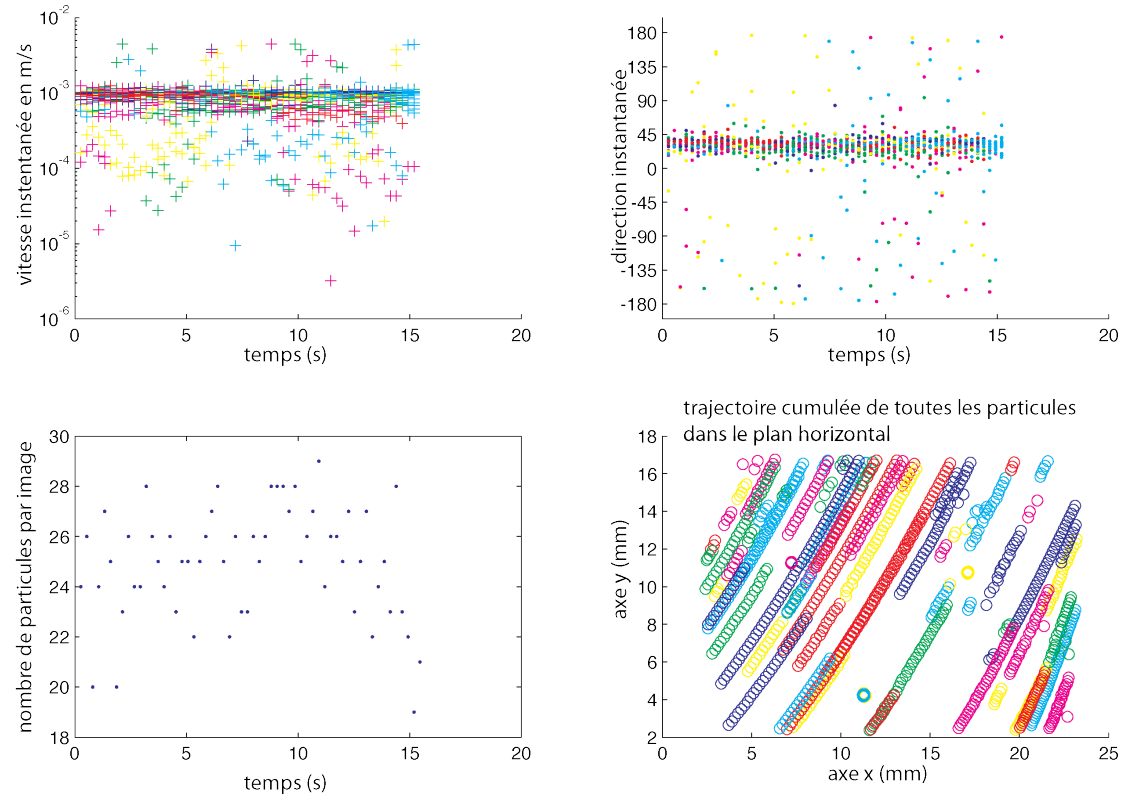 vitesse instentanée en m/s
10-2
10-3
10-4
10-5
10-6
0 5 10 15 20
temps (s)
direction instantanée
180
135
90
45
0
-45
-90
-135
-180
0 5 10 15 20
temps (s)
nombre de particules par image
30
28
26
24
22
20
18
0 5 10 15 20
temps (s)
trajectoire cumulée de toutes les particules
dans le plan horizontal
axe y (mm)
18
16
14
12
10
8
6
4
2
0 5 10 15 20 25
axe x (mm)